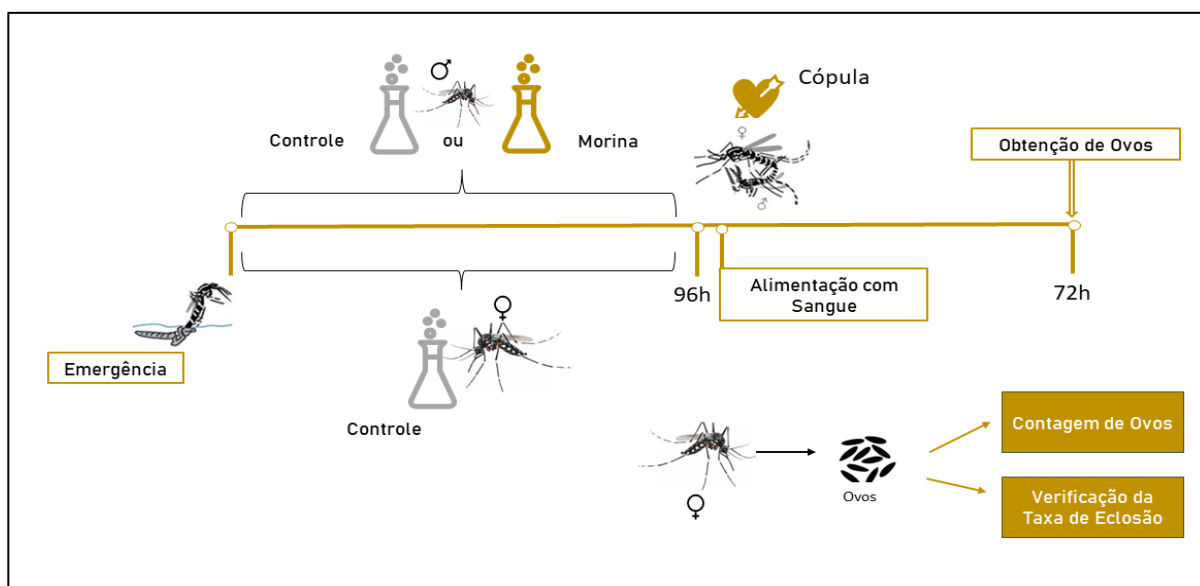 Cópula
Controle
ou
Morina
Obtenção de Ovos
96h
Alimentação com
Sangue
72h
Emergência
Controle
Ovos
Contagem de Ovos
Verificação da
Taxa de Eclosão